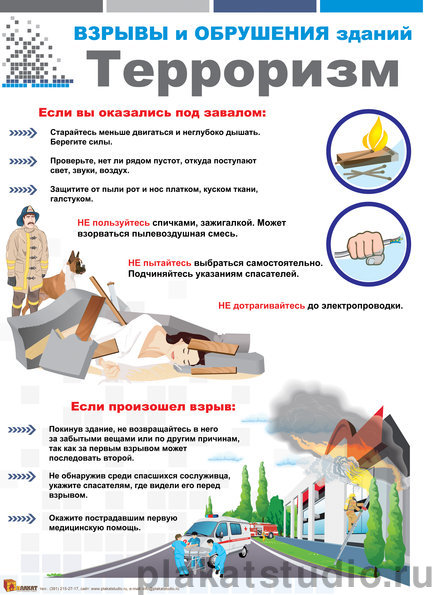 ВЗРЫВЫ и ОБРУШЕНИЯ зданий
Терроризм
Если вы оказались под завалом:
Старайтесь меньше двигаться и неглубоко дышать.
Берегите силы.
Проверьте, нет ли рядом пустот, откуда поступают
свет, звуки, воздух.
Защитите от пыли рот и нос платком, куском ткани,
галстуком.
НЕ пользуйтесь спичками, зажигалкой. Может
взорваться пылевоздушная смесь.
НЕ пытайтесь выбраться самостоятельно.
Подчиняйтесь указаниям спасателей.
НЕ дотрагивайтесь до электропроводки.
Если произошел взрыв:
Покинув здание, не возвращайтесь в него
за забытыми вещами или по другим причинам,
так как за первым взрывом может
последовать второй.
Не обнаружив среди спасшихся сослуживца,
укажите спасателям, где видели его перед
взрывом.
Окажите пострадавшим первую
медицинскую помощь.
plakatstudio.ru